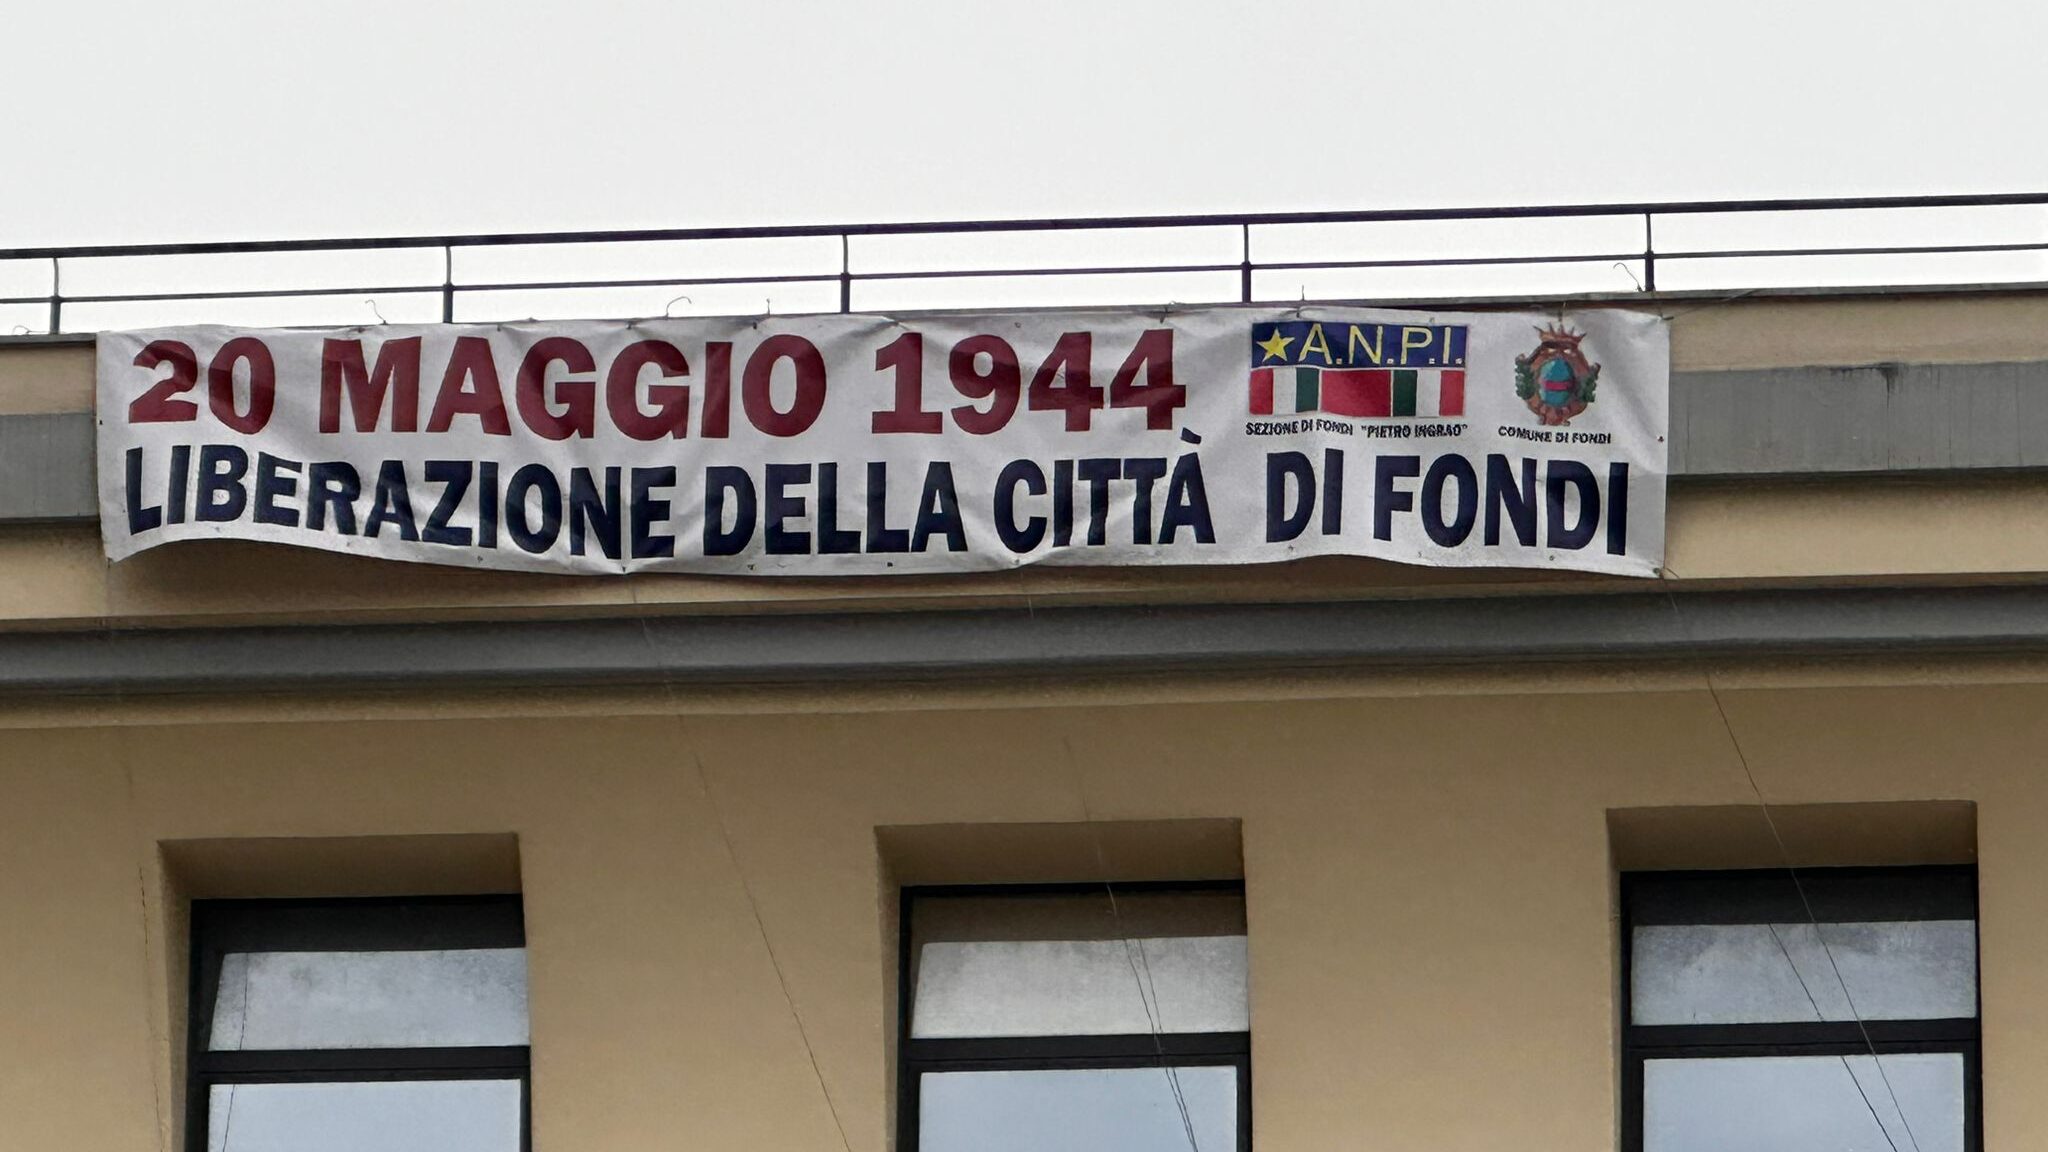 20 MAGGIO 1944
A.N.P.I.
SEZIONE DI FONDI "PIETRO INGRAO"
COMUNE DI FONDI
LIBERAZIONE DELLA CITTÀ DI FONDI